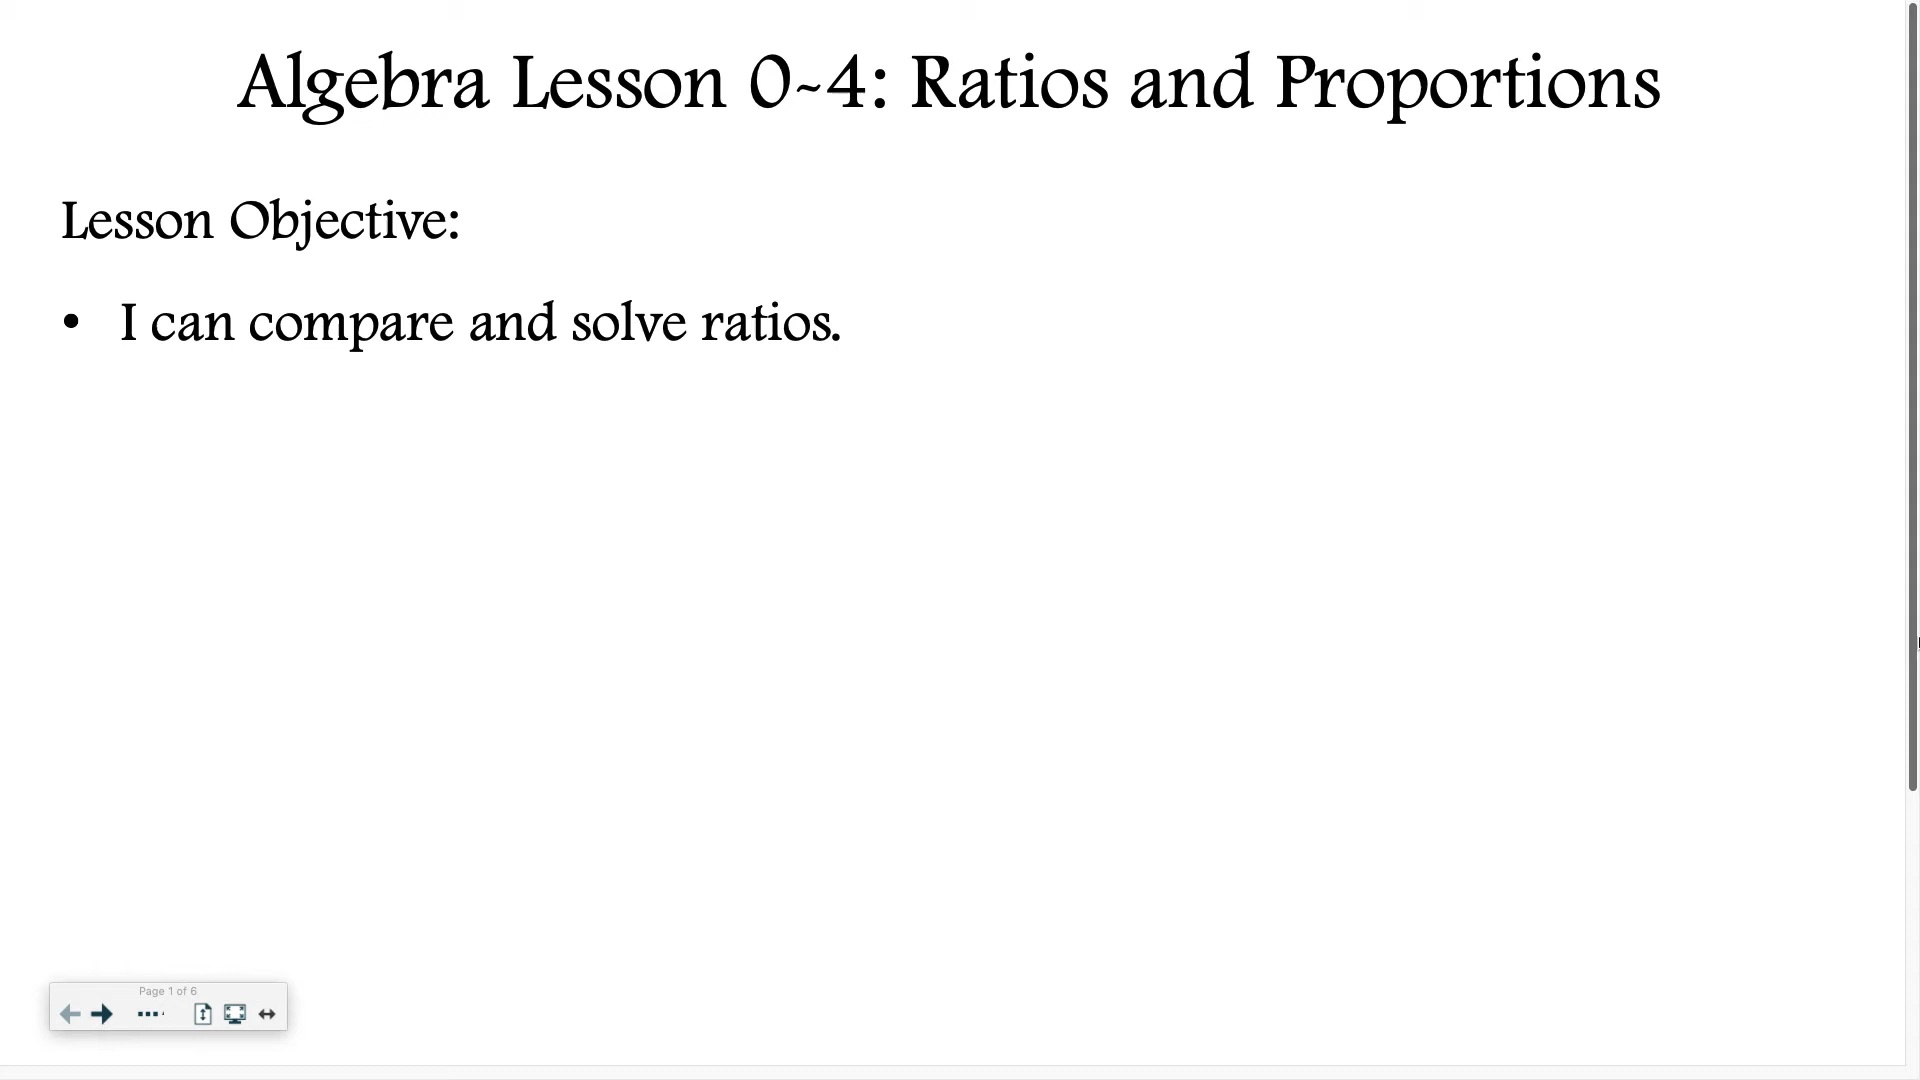 Algebra Lesson 0~4: Ratios and Proportions
Lesson Objective:
• I can compare and solve ratios.
Page 1 of 6